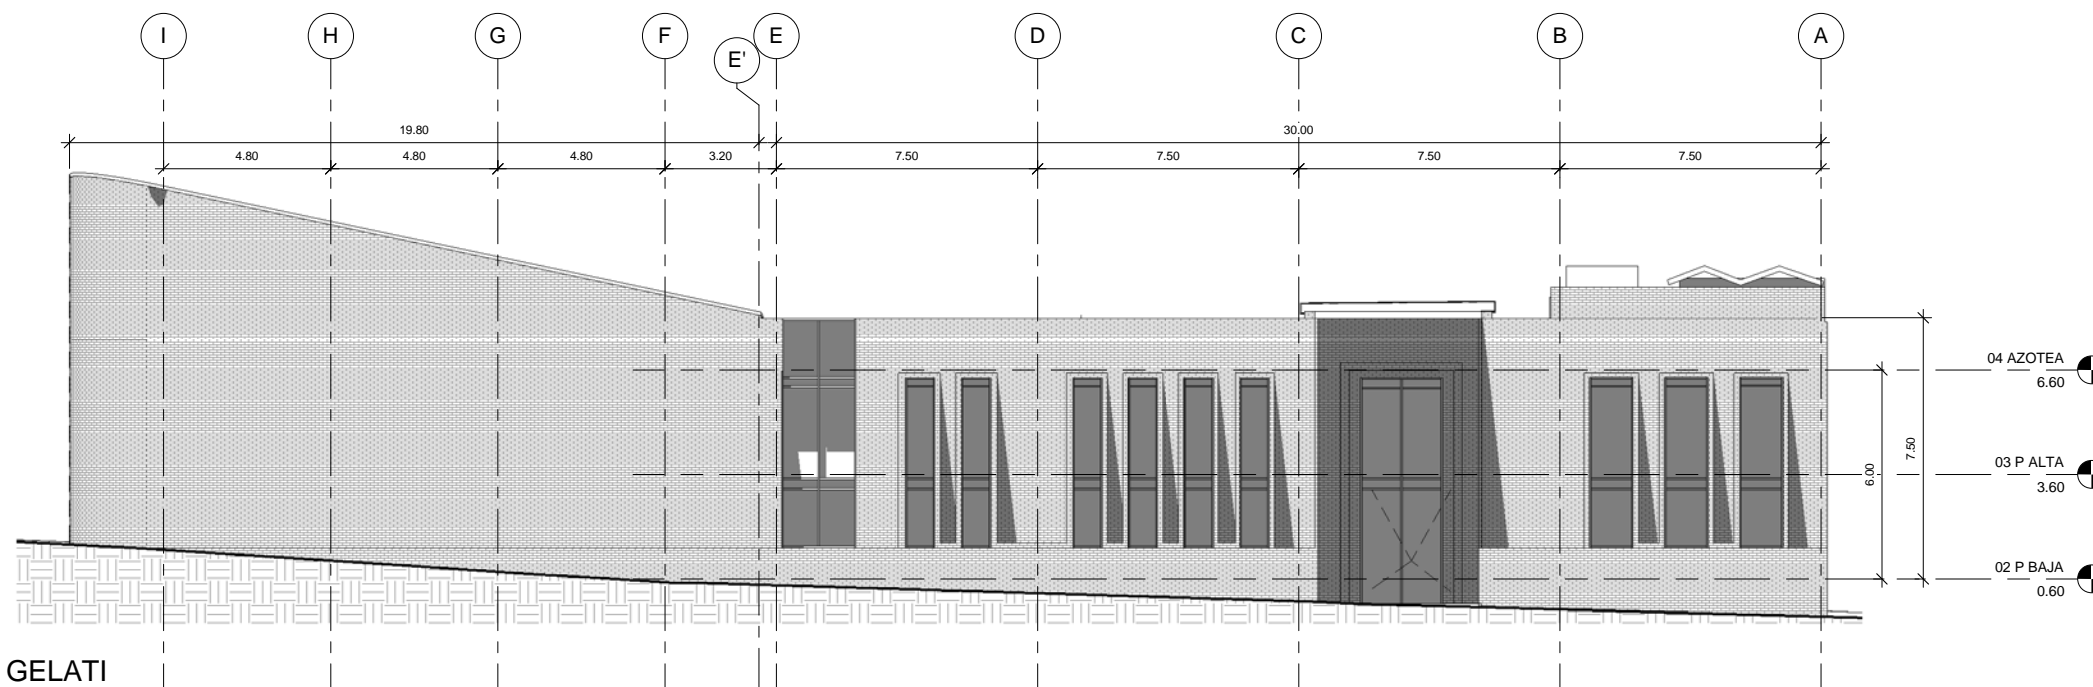 I H G F E' E D C B A
19.80 30.00
4.80 4.80 4.80 3.20 7.50 7.50 7.50 7.50
04 AZOTEA
6.60
7.50
6.00
03 P ALTA
3.60
02 P BAJA
0.60
GELATI